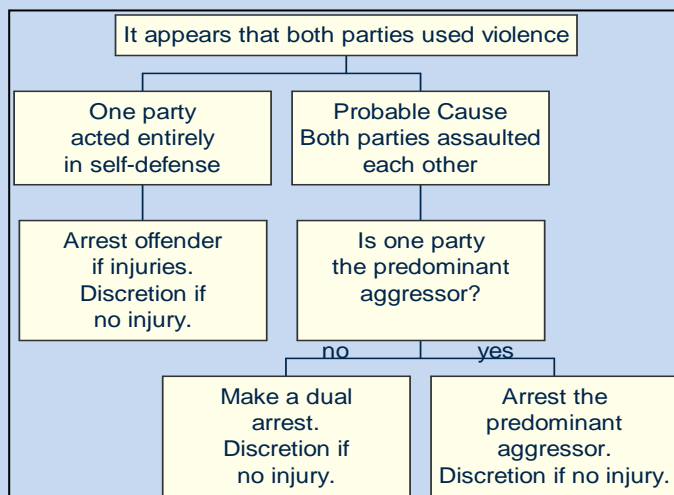 It appears that both parties used violence
One party
acted entirely
in self-defense
Probable Cause
Both parties assaulted
each other
Arrest offender
if injuries.
Discretion if
no injury.
Is one party
the predominant
aggressor?
no
yes
Make a dual
arrest.
Discretion if
no injury.
Arrest the
predominant
aggressor.
Discretion if no injury.